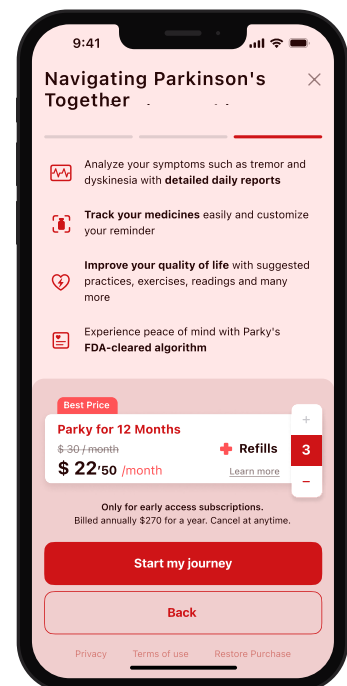 9:41
Navigating Parkinson's
Together
Analyze your symptoms such as tremor and
dyskinesia with detailed daily reports
Track your medicines easily and customize
your reminder
Improve your quality of life with suggested
practices, exercises, readings and many
more
Experience peace of mind with Parky's
FDA-cleared algorithm
Best Price
Parky for 12 Months
$ 30 / month
$ 22'50 /month
Refills
Learn more
+
3
−
Only for early access subscriptions.
Billed annually $270 for a year. Cancel at anytime.
Start my journey
Back
Privacy Terms of use Restore Purchase